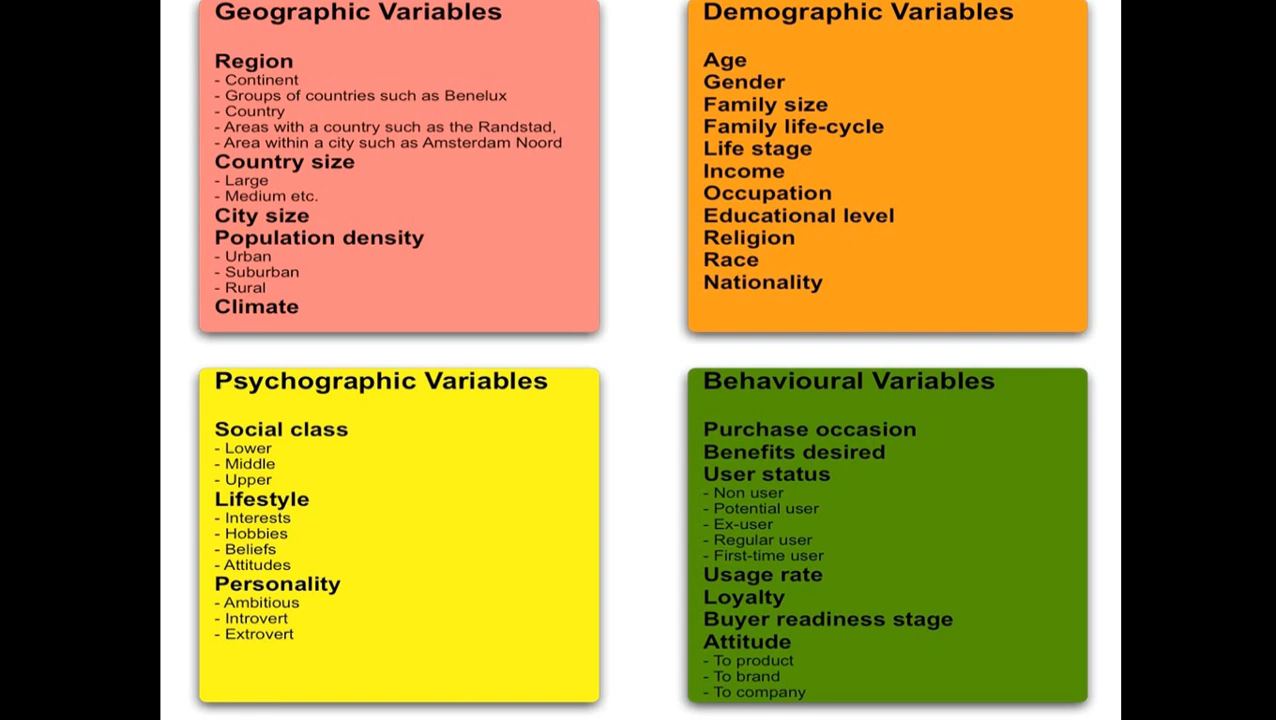 Geographic Variables
Region
- Continent
- Groups of countries such as Benelux
- Country
- Areas with a country such as the Randstad,
- Area within a city such as Amsterdam Noord
Country size
- Large
- Medium etc.
City size
Population density
- Urban
- Suburban
- Rural
Climate
Demographic Variables
Age
Gender
Family size
Family life-cycle
Life stage
Income
Occupation
Educational level
Religion
Race
Nationality
Psychographic Variables
Social class
- Lower
- Middle
- Upper
Lifestyle
- Interests
- Hobbies
- Beliefs
- Attitudes
Personality
- Ambitious
- Introvert
- Extrovert
Behavioural Variables
Purchase occasion
Benefits desired
User status
- Non user
- Potential user
- Ex-user
- Regular user
- First-time user
Usage rate
Loyalty
Buyer readiness stage
Attitude
- To product
- To brand
- To company